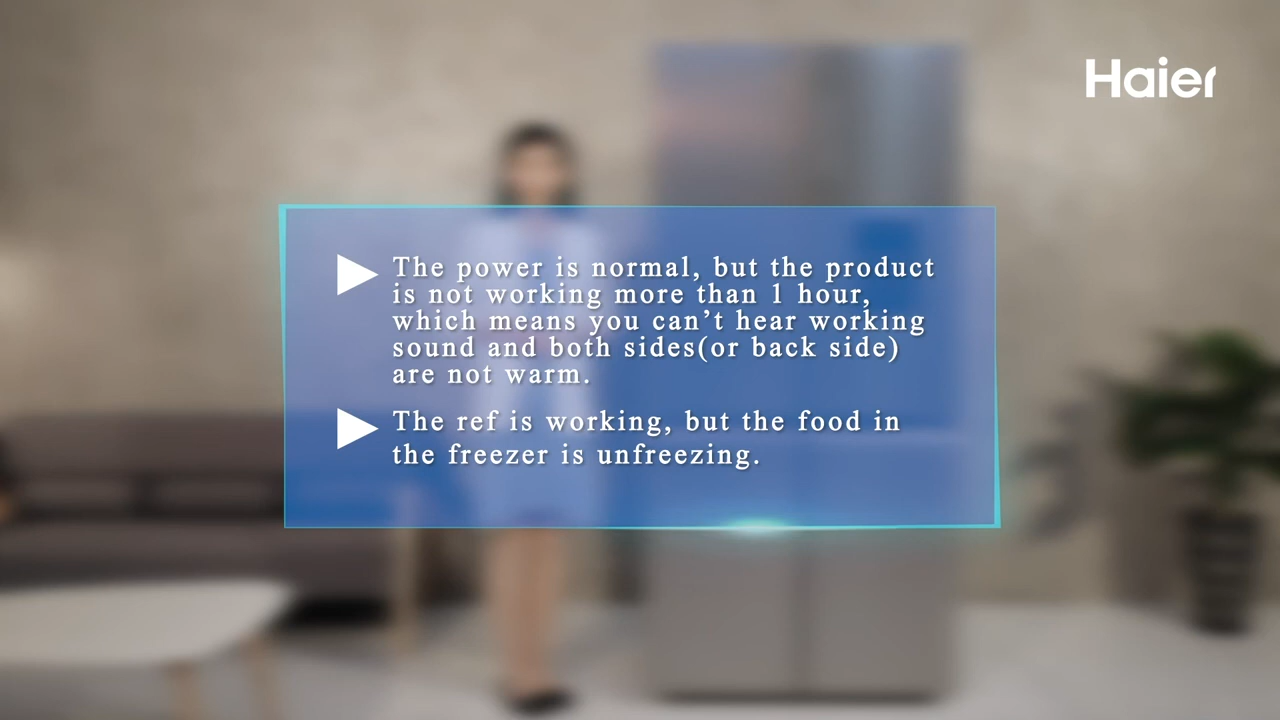 Haier
The power is normal, but the product
is not working more than 1 hour,
which means you can’t hear working
sound and both sides(or back side)
are not warm.
The ref is working, but the food in
the freezer is unfreezing.